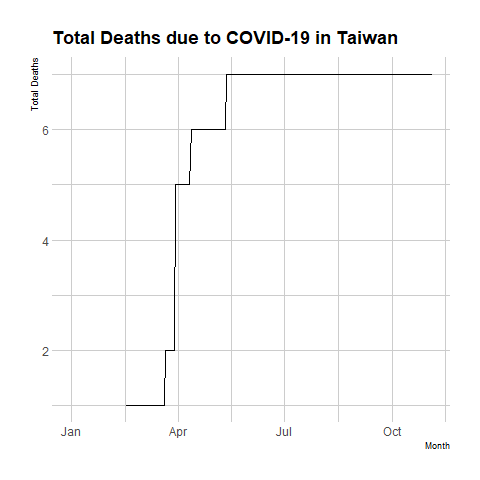 Total Deaths due to COVID-19 in Taiwan
Total Deaths
6
4
2
Jan Apr Jul Oct
Month